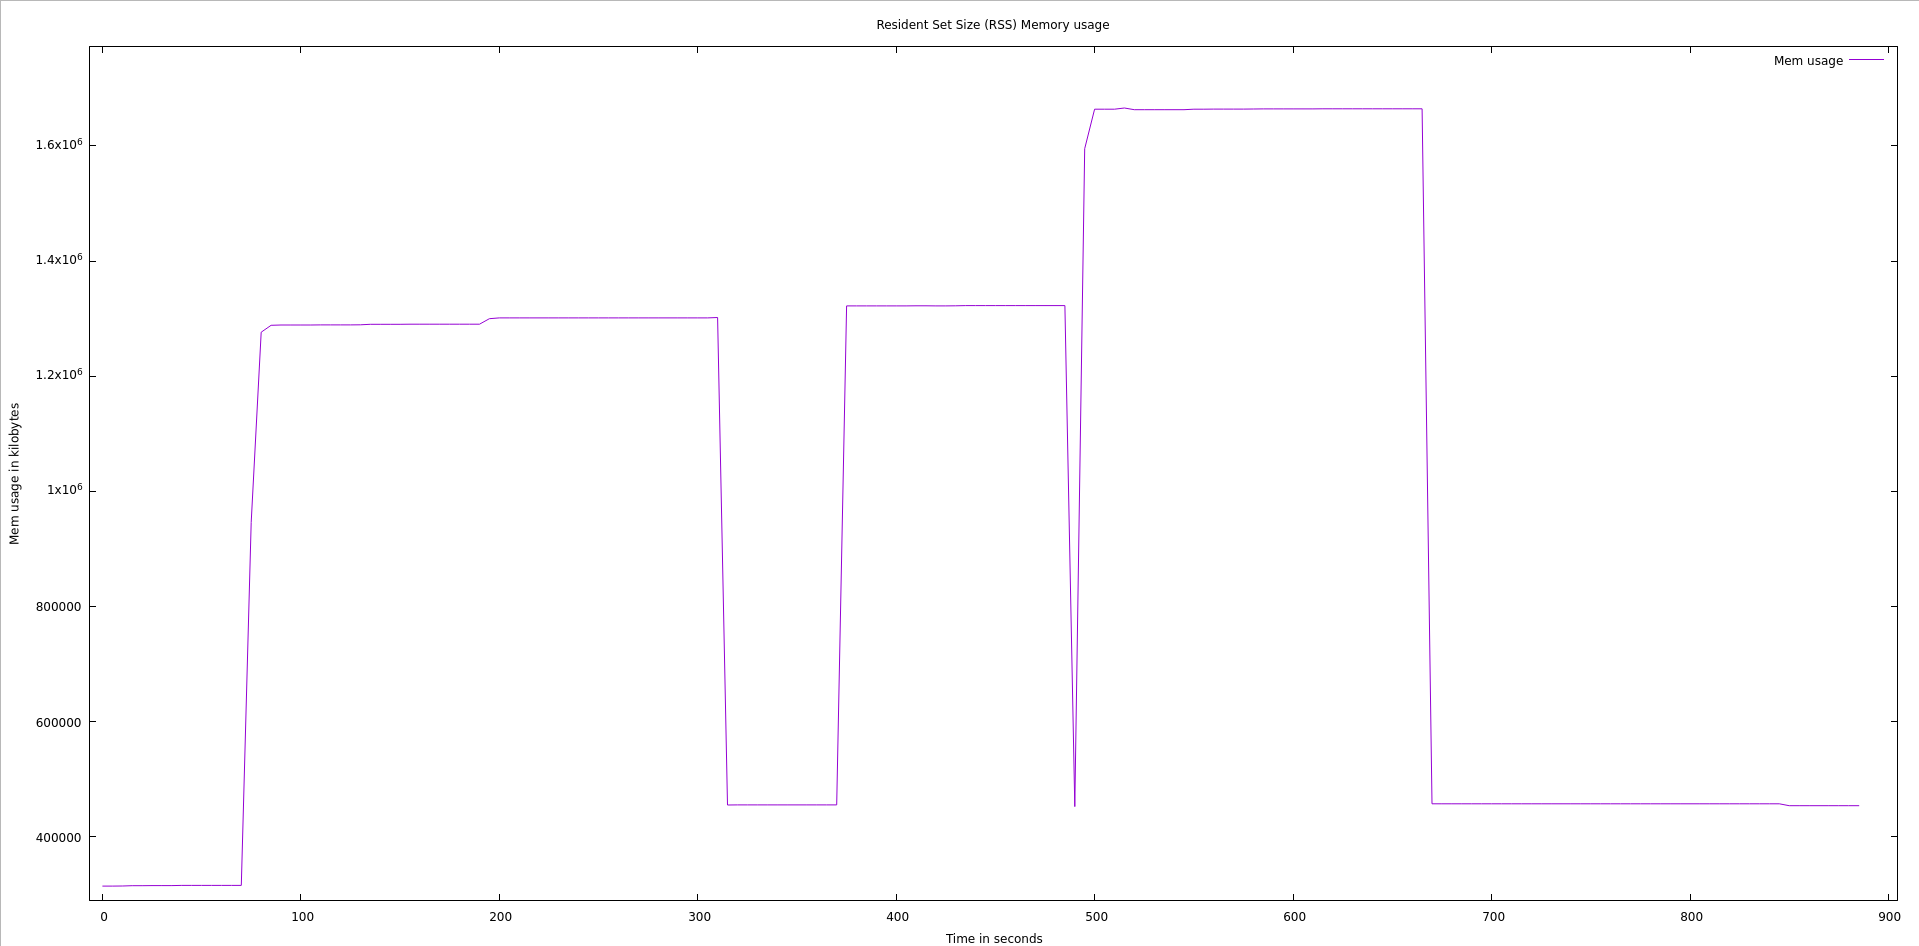 Resident Set Size (RSS) Memory usage
Mem usage
1.6x10⁶
1.4x10⁶
1.2x10⁶
1x10⁶
800000
600000
400000
Mem usage in kilobytes
0 100 200 300 400 500 600 700 800 900
Time in seconds